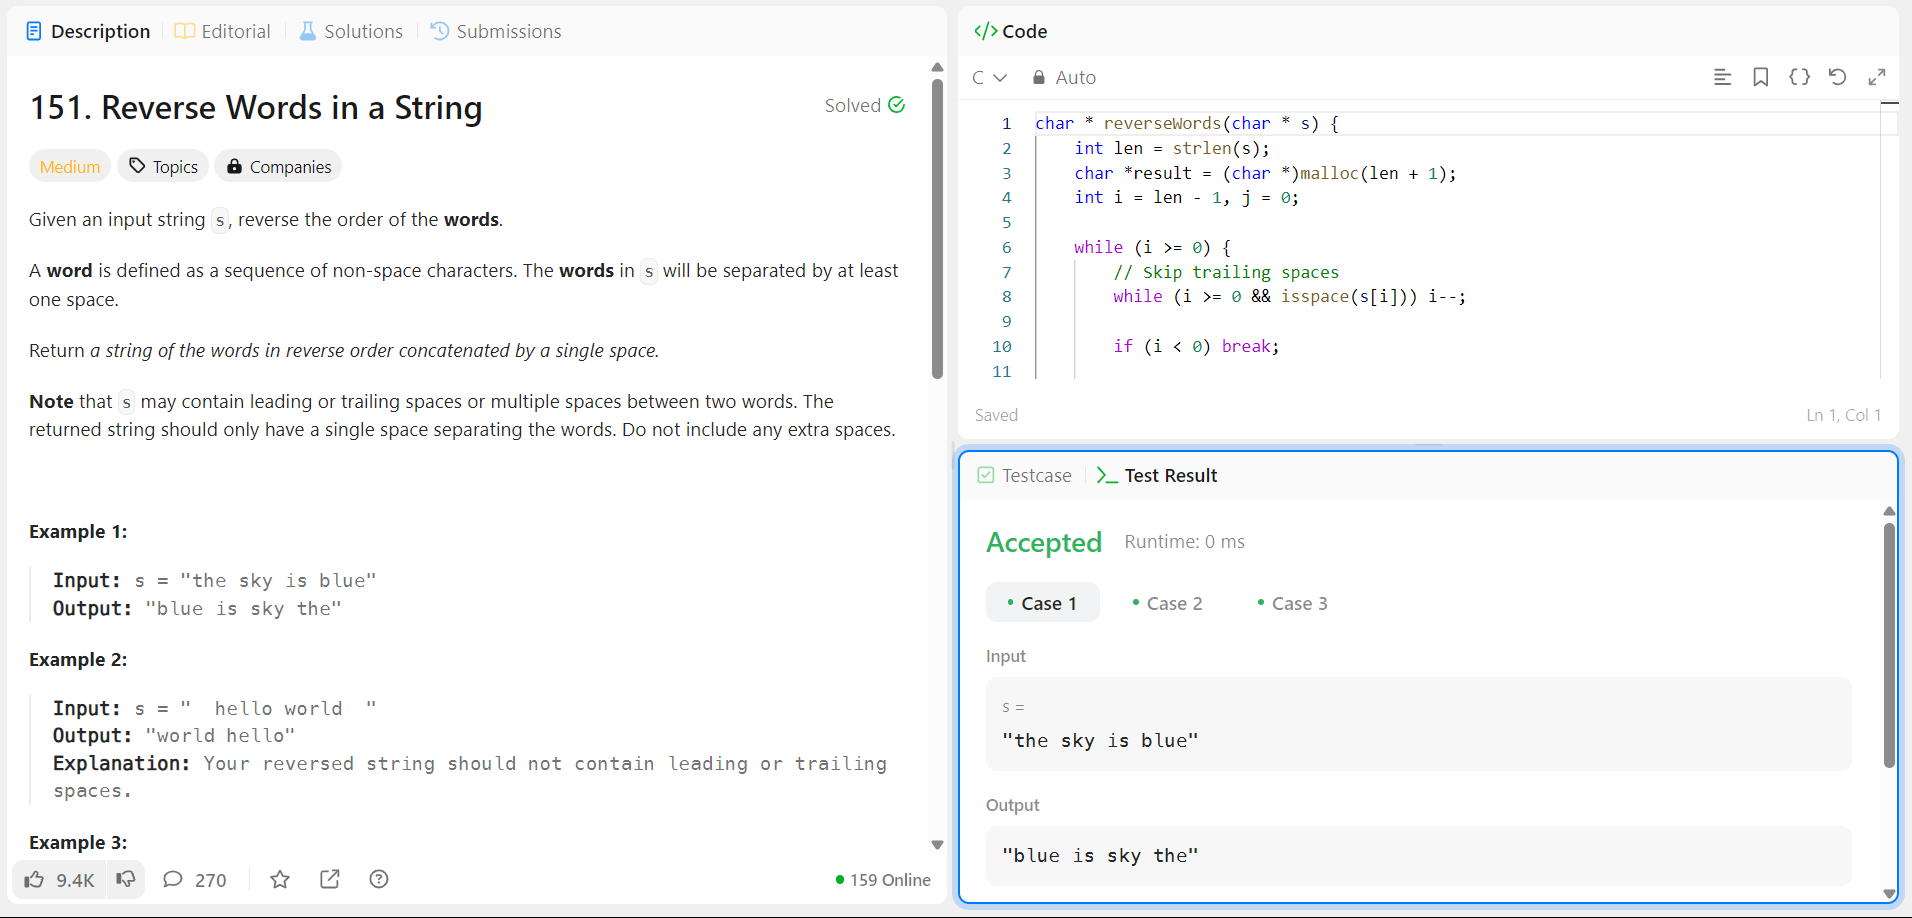 Description Editorial Solutions Submissions
151. Reverse Words in a String
Solved
Medium Topics Companies
Given an input string s, reverse the order of the words.
A word is defined as a sequence of non-space characters. The words in s will be separated by at least
one space.
Return a string of the words in reverse order concatenated by a single space.
Note that s may contain leading or trailing spaces or multiple spaces between two words. The
returned string should only have a single space separating the words. Do not include any extra spaces.
Example 1:
Input: s = "the sky is blue"
Output: "blue is sky the"
Example 2:
Input: s = "  hello world  "
Output: "world hello"
Explanation: Your reversed string should not contain leading or trailing
spaces.
Example 3:
9.4K 270 159 Online
</> Code
C Auto
1 char * reverseWords(char * s) {
2     int len = strlen(s);
3     char *result = (char *)malloc(len + 1);
4     int i = len - 1, j = 0;
5
6     while (i >= 0) {
7         // Skip trailing spaces
8         while (i >= 0 && isspace(s[i])) i--;
9
10         if (i < 0) break;
11
Saved Ln 1, Col 1
Testcase >_ Test Result
Accepted Runtime: 0 ms
Case 1 Case 2 Case 3
Input
s =
"the sky is blue"
Output
"blue is sky the"